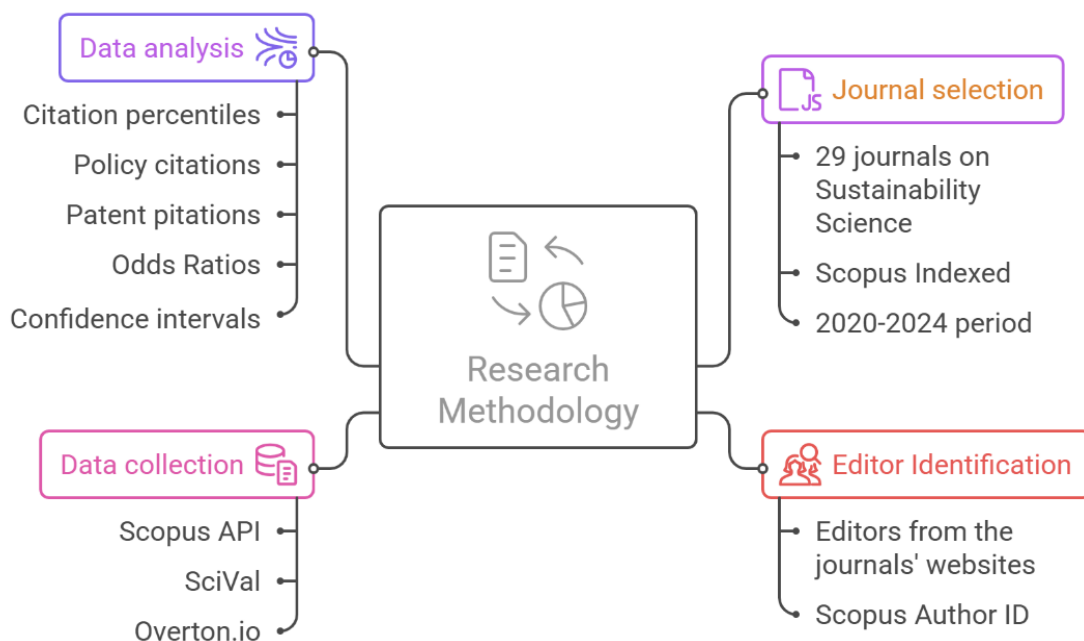 Data analysis
Citation percentiles
Policy citations
Patent pitations
Odds Ratios
Confidence intervals
JS
Journal selection
29 journals on
Sustainability
Science
Scopus Indexed
2020-2024 period
Research
Methodology
Data collection
Scopus API
SciVal
Overton.io
Editor Identification
Editors from the
journals' websites
Scopus Author ID